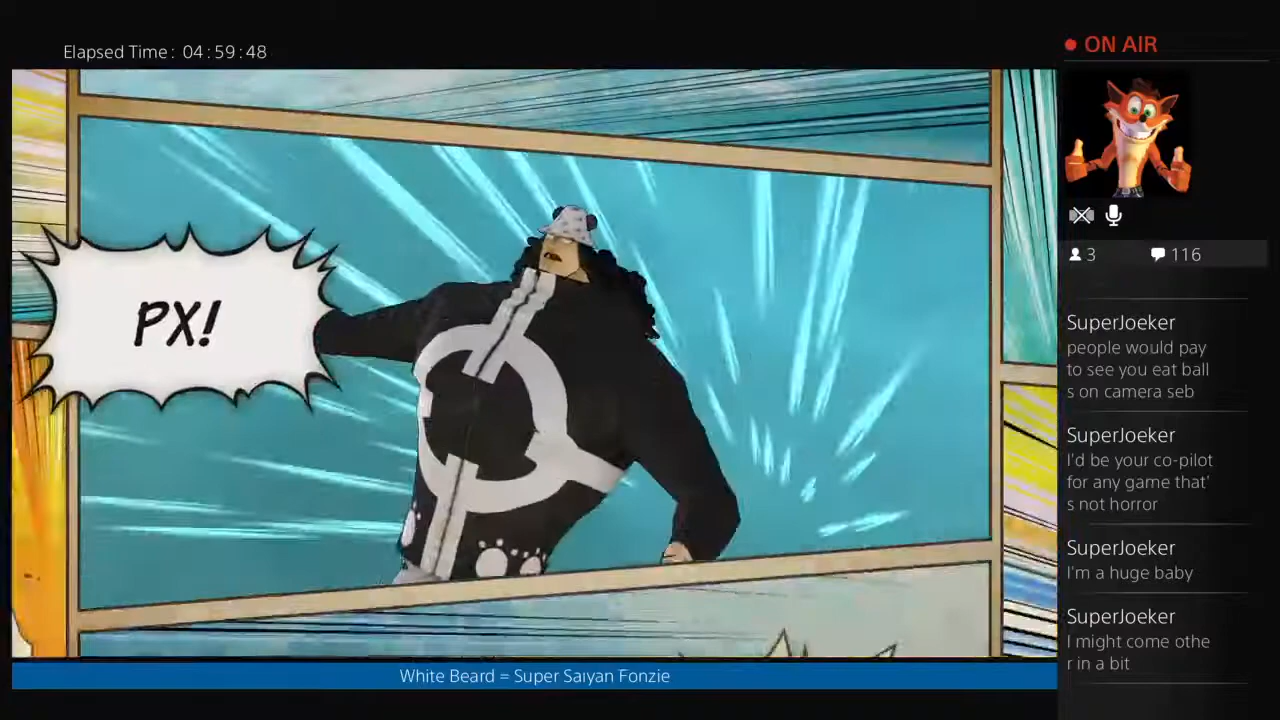 Elapsed Time: 04:59:48
ON AIR
PX!
3
116
SuperJoeker
people would pay
to see you eat ball
s on camera seb
SuperJoeker
I'd be your co-pilot
for any game that'
s not horror
SuperJoeker
I'm a huge baby
SuperJoeker
I might come othe
r in a bit
White Beard = Super Saiyan Fonzie